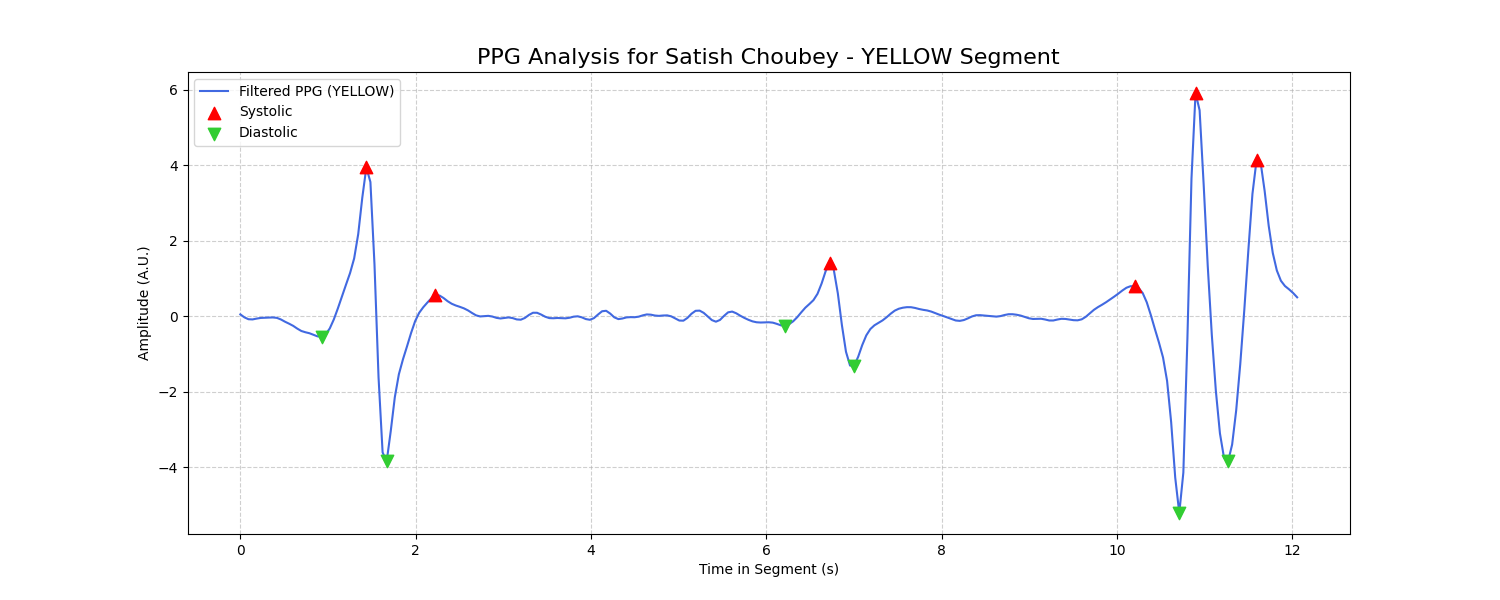 PPG Analysis for Satish Choubey - YELLOW Segment
Filtered PPG (YELLOW)
Systolic
Diastolic
Amplitude (A.U.)
6
4
2
0
−2
−4
0 2 4 6 8 10 12
Time in Segment (s)